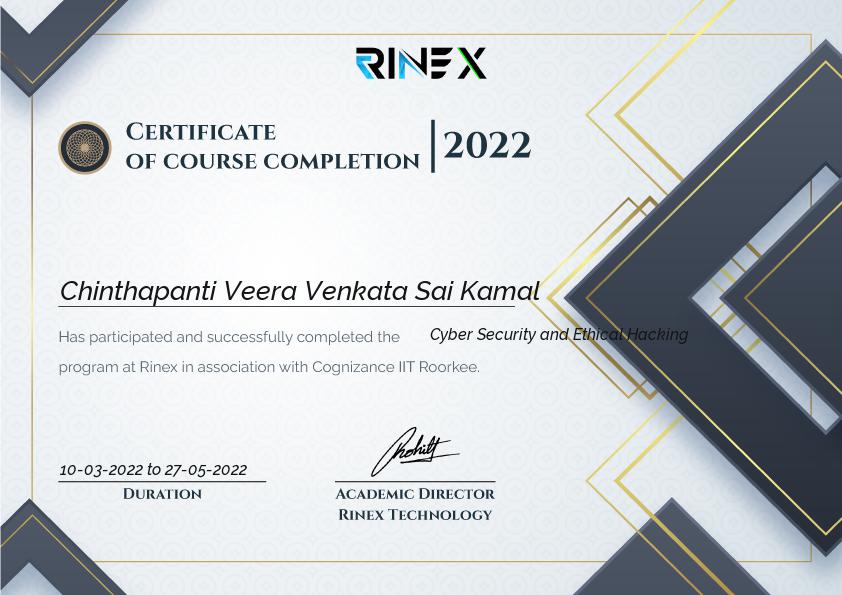 RINEX
CERTIFICATE
OF COURSE COMPLETION | 2022
Chinthapanti Veera Venkata Sai Kamal
Has participated and successfully completed the Cyber Security and Ethical Hacking
program at Rinex in association with Cognizance IIT Roorkee.
Rohitt
10-03-2022 to 27-05-2022
DURATION
ACADEMIC DIRECTOR
RINEX TECHNOLOGY